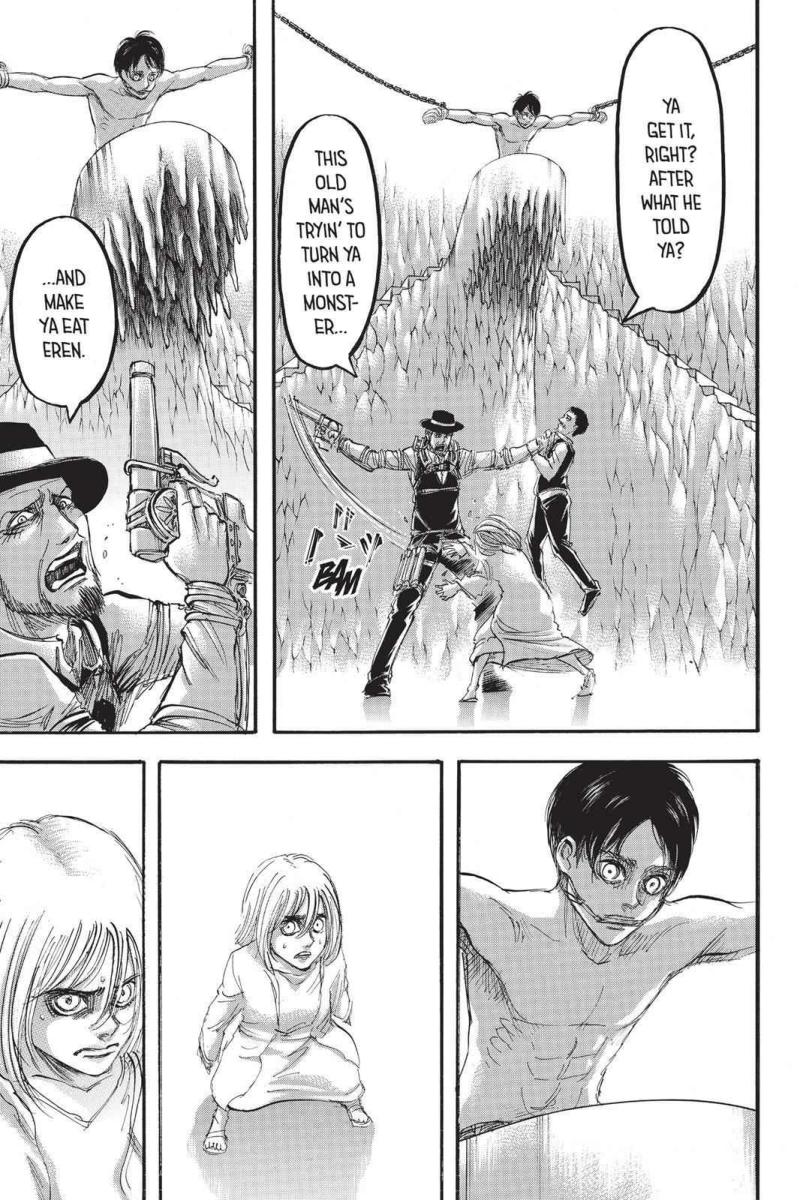 YA
GET IT,
RIGHT?
AFTER
WHAT HE
TOLD
YA?
THIS
OLD
MAN'S
TRYIN' TO
TURN YA
INTO A
MONST-
ER...
BAM
...AND
MAKE
YA EAT
EREN.